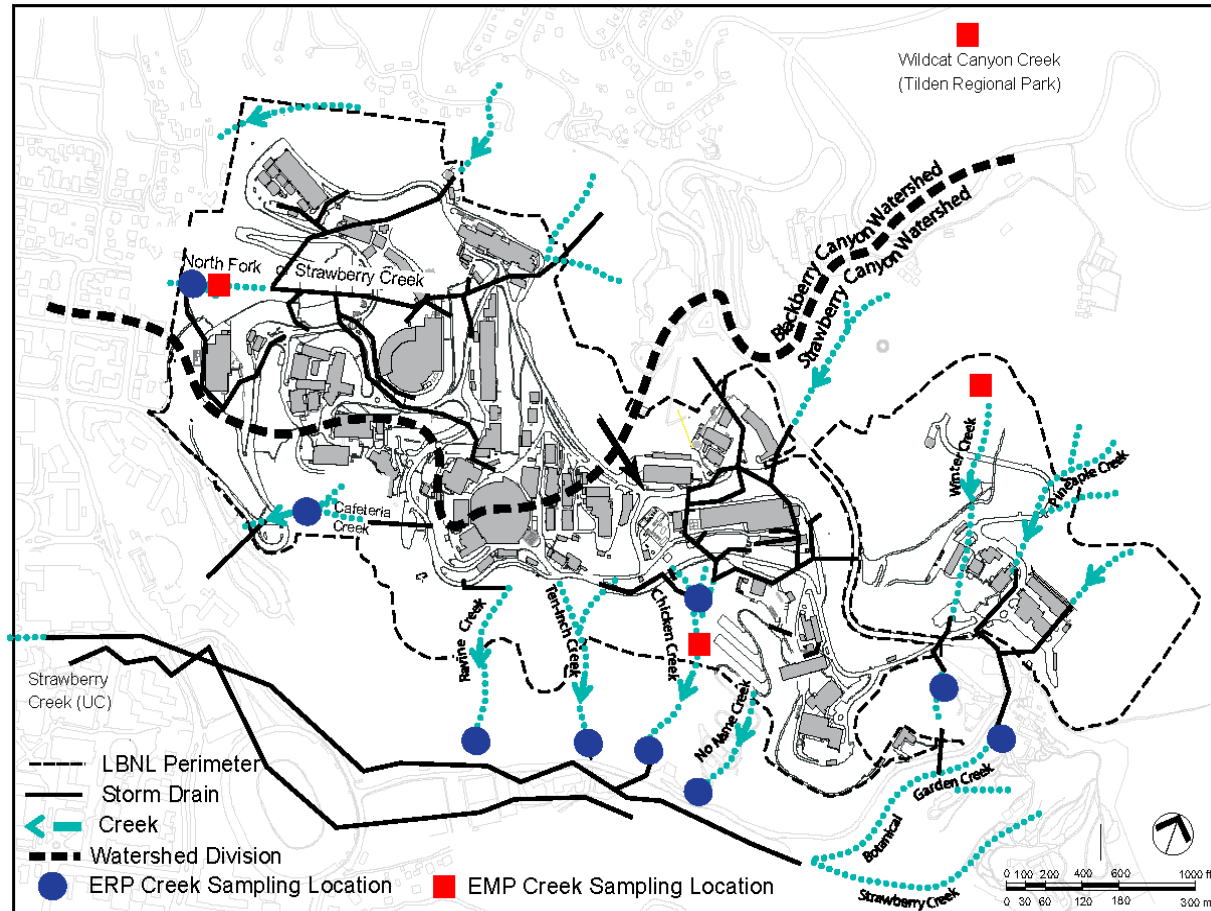 Wildcat Canyon Creek
(Tilden Regional Park)
Blackberry Canyon Watershed
Strawberry Canyon Watershed
North Fork
Strawberry Creek
Winter Creek
Pineapple Creek
Cafeteria
Creek
Ravine Creek
Ten-inch Creek
Chicken Creek
No Name Creek
Strawberry
Creek (UC)
Botanical
Garden Creek
Strawberry Creek
LBNL Perimeter
Storm Drain
Creek
Watershed Division
ERP Creek Sampling Location
EMP Creek Sampling Location
0 100 200 400 600 1000 ft
0 30 60 120 180 300 m